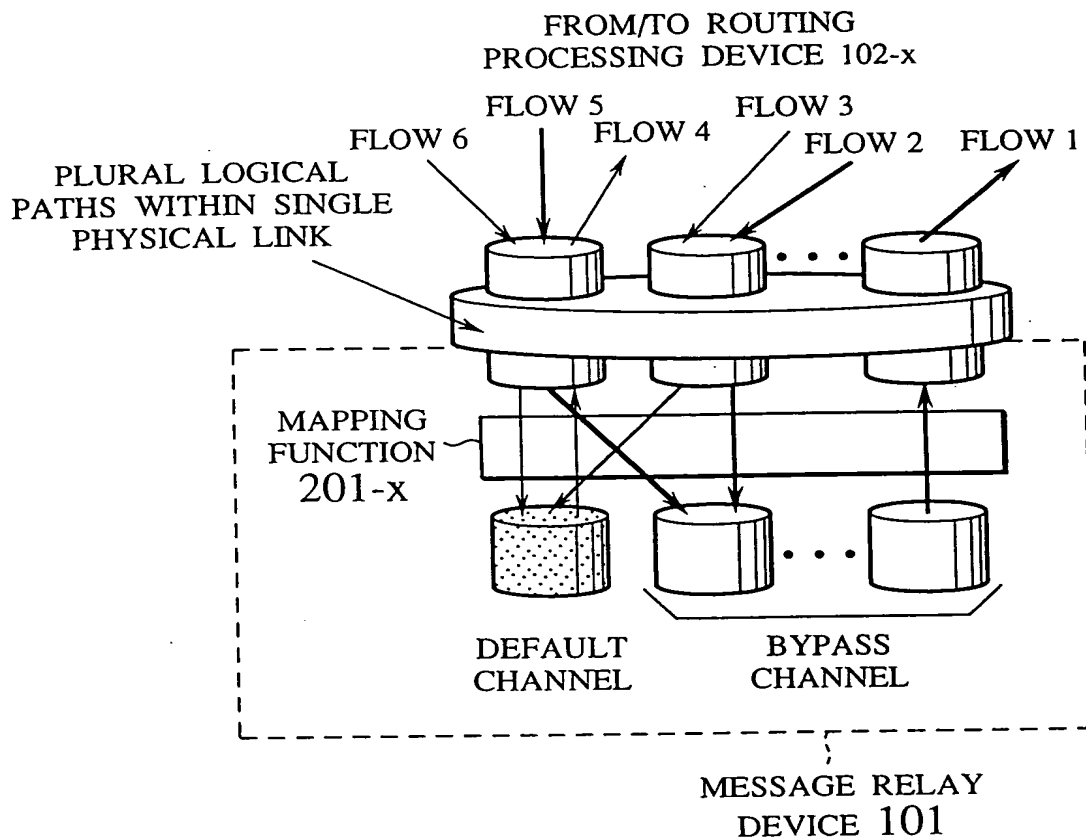 FROM/TO ROUTING
PROCESSING DEVICE 102-x
FLOW 5
FLOW 3
FLOW 6
FLOW 4
FLOW 2
FLOW 1
PLURAL LOGICAL
PATHS WITHIN SINGLE
PHYSICAL LINK
MAPPING
FUNCTION
201-x
DEFAULT
CHANNEL
BYPASS
CHANNEL
MESSAGE RELAY
DEVICE 101